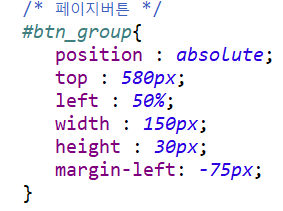 /* 페이지버튼 */
#btn_group{
position : absolute;
top : 580px;
left : 50%;
width : 150px;
height : 30px;
margin-left: -75px;
}